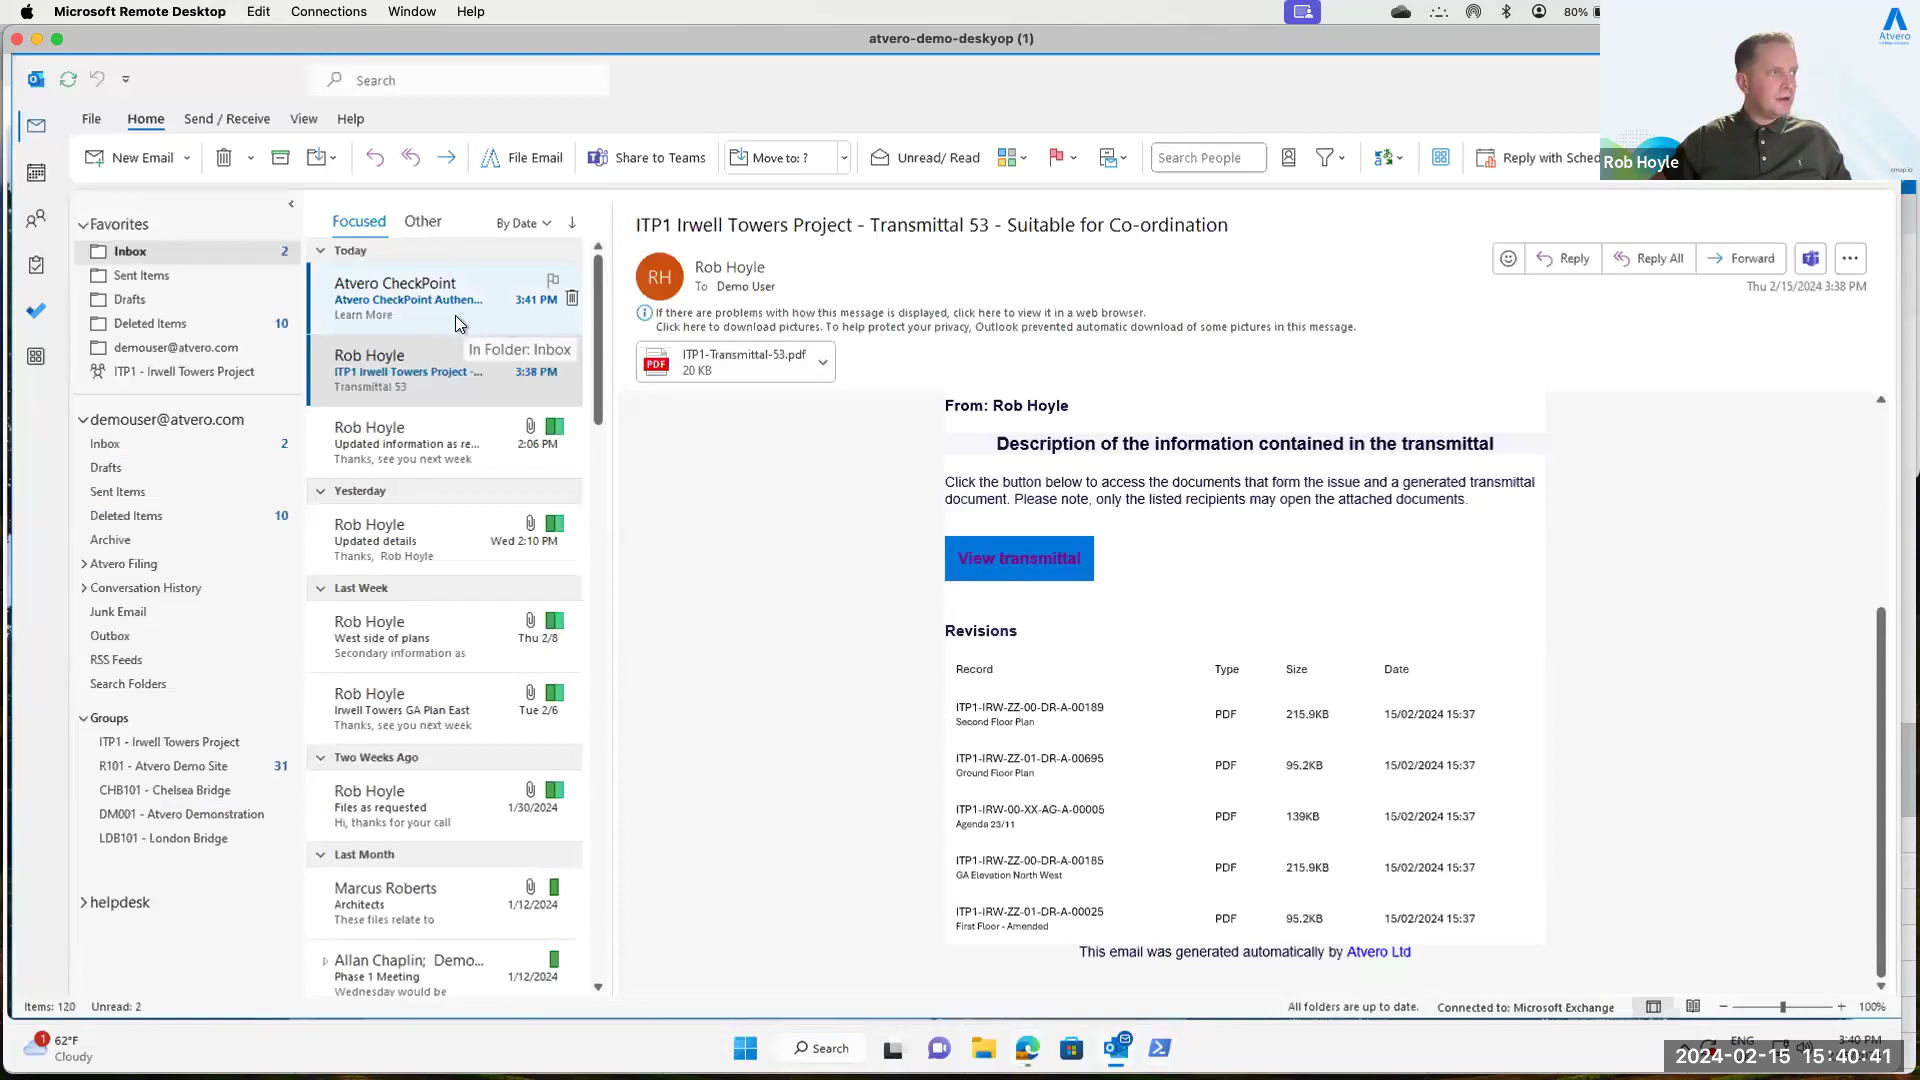 Microsoft Remote Desktop Edit Connections Window Help
80%
atvero-demo-deskyop (1)
Atvero
Rob Hoyle
Search
File Home Send / Receive View Help
New Email
File Email
Share to Teams
Move to: ?
Unread/ Read
Search People
Reply with Sched
Favorites
Inbox 2
Sent Items
Drafts
Deleted Items 10
demouser@atvero.com
ITP1 - Irwell Towers Project
demouser@atvero.com
Inbox 2
Drafts
Sent Items
Deleted Items 10
Archive
Atvero Filing
Conversation History
Junk Email
Outbox
RSS Feeds
Search Folders
Groups
ITP1 - Irwell Towers Project
R101 - Atvero Demo Site 31
CHB101 - Chelsea Bridge
DM001 - Atvero Demonstration
LDB101 - London Bridge
helpdesk
Focused Other By Date
Today
Atvero CheckPoint
Atvero CheckPoint Authen... 3:41 PM
Learn More
In Folder: Inbox
Rob Hoyle
ITP1 Irwell Towers Project -... 3:38 PM
Transmittal 53
Rob Hoyle
Updated information as re... 2:06 PM
Thanks, see you next week
Yesterday
Rob Hoyle
Updated details Wed 2:10 PM
Thanks, Rob Hoyle
Last Week
Rob Hoyle
West side of plans Thu 2/8
Secondary information as
Rob Hoyle
Irwell Towers GA Plan East Tue 2/6
Thanks, see you next week
Two Weeks Ago
Rob Hoyle
Files as requested 1/30/2024
Hi, thanks for your call
Last Month
Marcus Roberts
Architects 1/12/2024
These files relate to
Allan Chaplin; Demo...
Phase 1 Meeting 1/12/2024
Wednesday would be
ITP1 Irwell Towers Project - Transmittal 53 - Suitable for Co-ordination
RH
Rob Hoyle
To Demo User
Reply Reply All Forward
Thu 2/15/2024 3:38 PM
If there are problems with how this message is displayed, click here to view it in a web browser.
Click here to download pictures. To help protect your privacy, Outlook prevented automatic download of some pictures in this message.
PDF
ITP1-Transmittal-53.pdf
20 KB
From: Rob Hoyle
Description of the information contained in the transmittal
Click the button below to access the documents that form the issue and a generated transmittal
document. Please note, only the listed recipients may open the attached documents.
View transmittal
Revisions
Record Type Size Date
ITP1-IRW-ZZ-00-DR-A-00189 PDF 215.9KB 15/02/2024 15:37
Second Floor Plan
ITP1-IRW-ZZ-01-DR-A-00695 PDF 95.2KB 15/02/2024 15:37
Ground Floor Plan
ITP1-IRW-00-XX-AG-A-00005 PDF 139KB 15/02/2024 15:37
Agenda 23/11
ITP1-IRW-ZZ-00-DR-A-00185 PDF 215.9KB 15/02/2024 15:37
GA Elevation North West
ITP1-IRW-ZZ-01-DR-A-00025 PDF 95.2KB 15/02/2024 15:37
First Floor - Amended
This email was generated automatically by Atvero Ltd
Items: 120 Unread: 2
All folders are up to date. Connected to: Microsoft Exchange 100%
1
62°F
Cloudy
Search
ENG
3:40 PM
2024-02-15 15:40:41